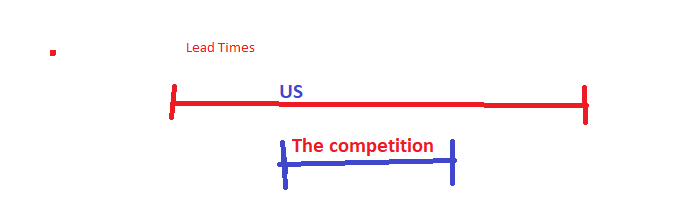 Lead Times
US
The competition